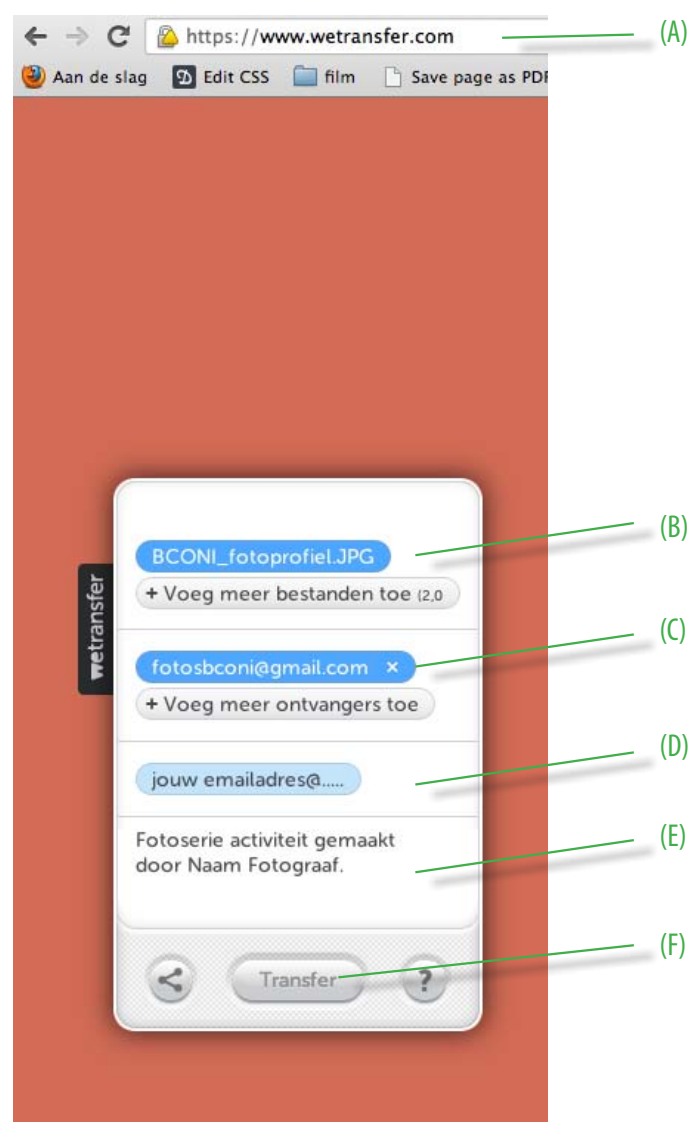 https://www.wetransfer.com
(A)
Aan de slag Edit CSS film Save page as PDF
(B)
BCONI_fotoprofiel.JPG
+ Voeg meer bestanden toe (2,0
wetransfer
(C)
fotosbconi@gmail.com ×
+ Voeg meer ontvangers toe
(D)
jouw emailadres@.....
(E)
Fotoserie activiteit gemaakt
door Naam Fotograaf.
(F)
Transfer
?